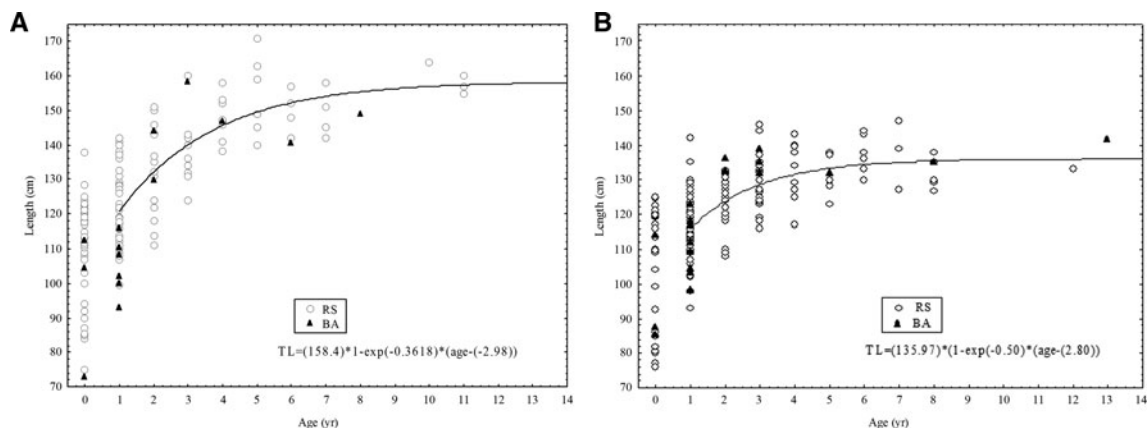 A
170
160
150
140
130
120
110
100
90
80
70
Length (cm)
0 1 2 3 4 5 6 7 8 9 10 11 12 13 14
Age (yr)
RS
BA
TL=(158.4)*1-exp(-0.3618)*(age-(-2.98))
B
170
160
150
140
130
120
110
100
90
80
70
Length (cm)
0 1 2 3 4 5 6 7 8 9 10 11 12 13 14
Age (yr)
RS
BA
TL=(135.97)*(1-exp(-0.50)*(age-(2.80))